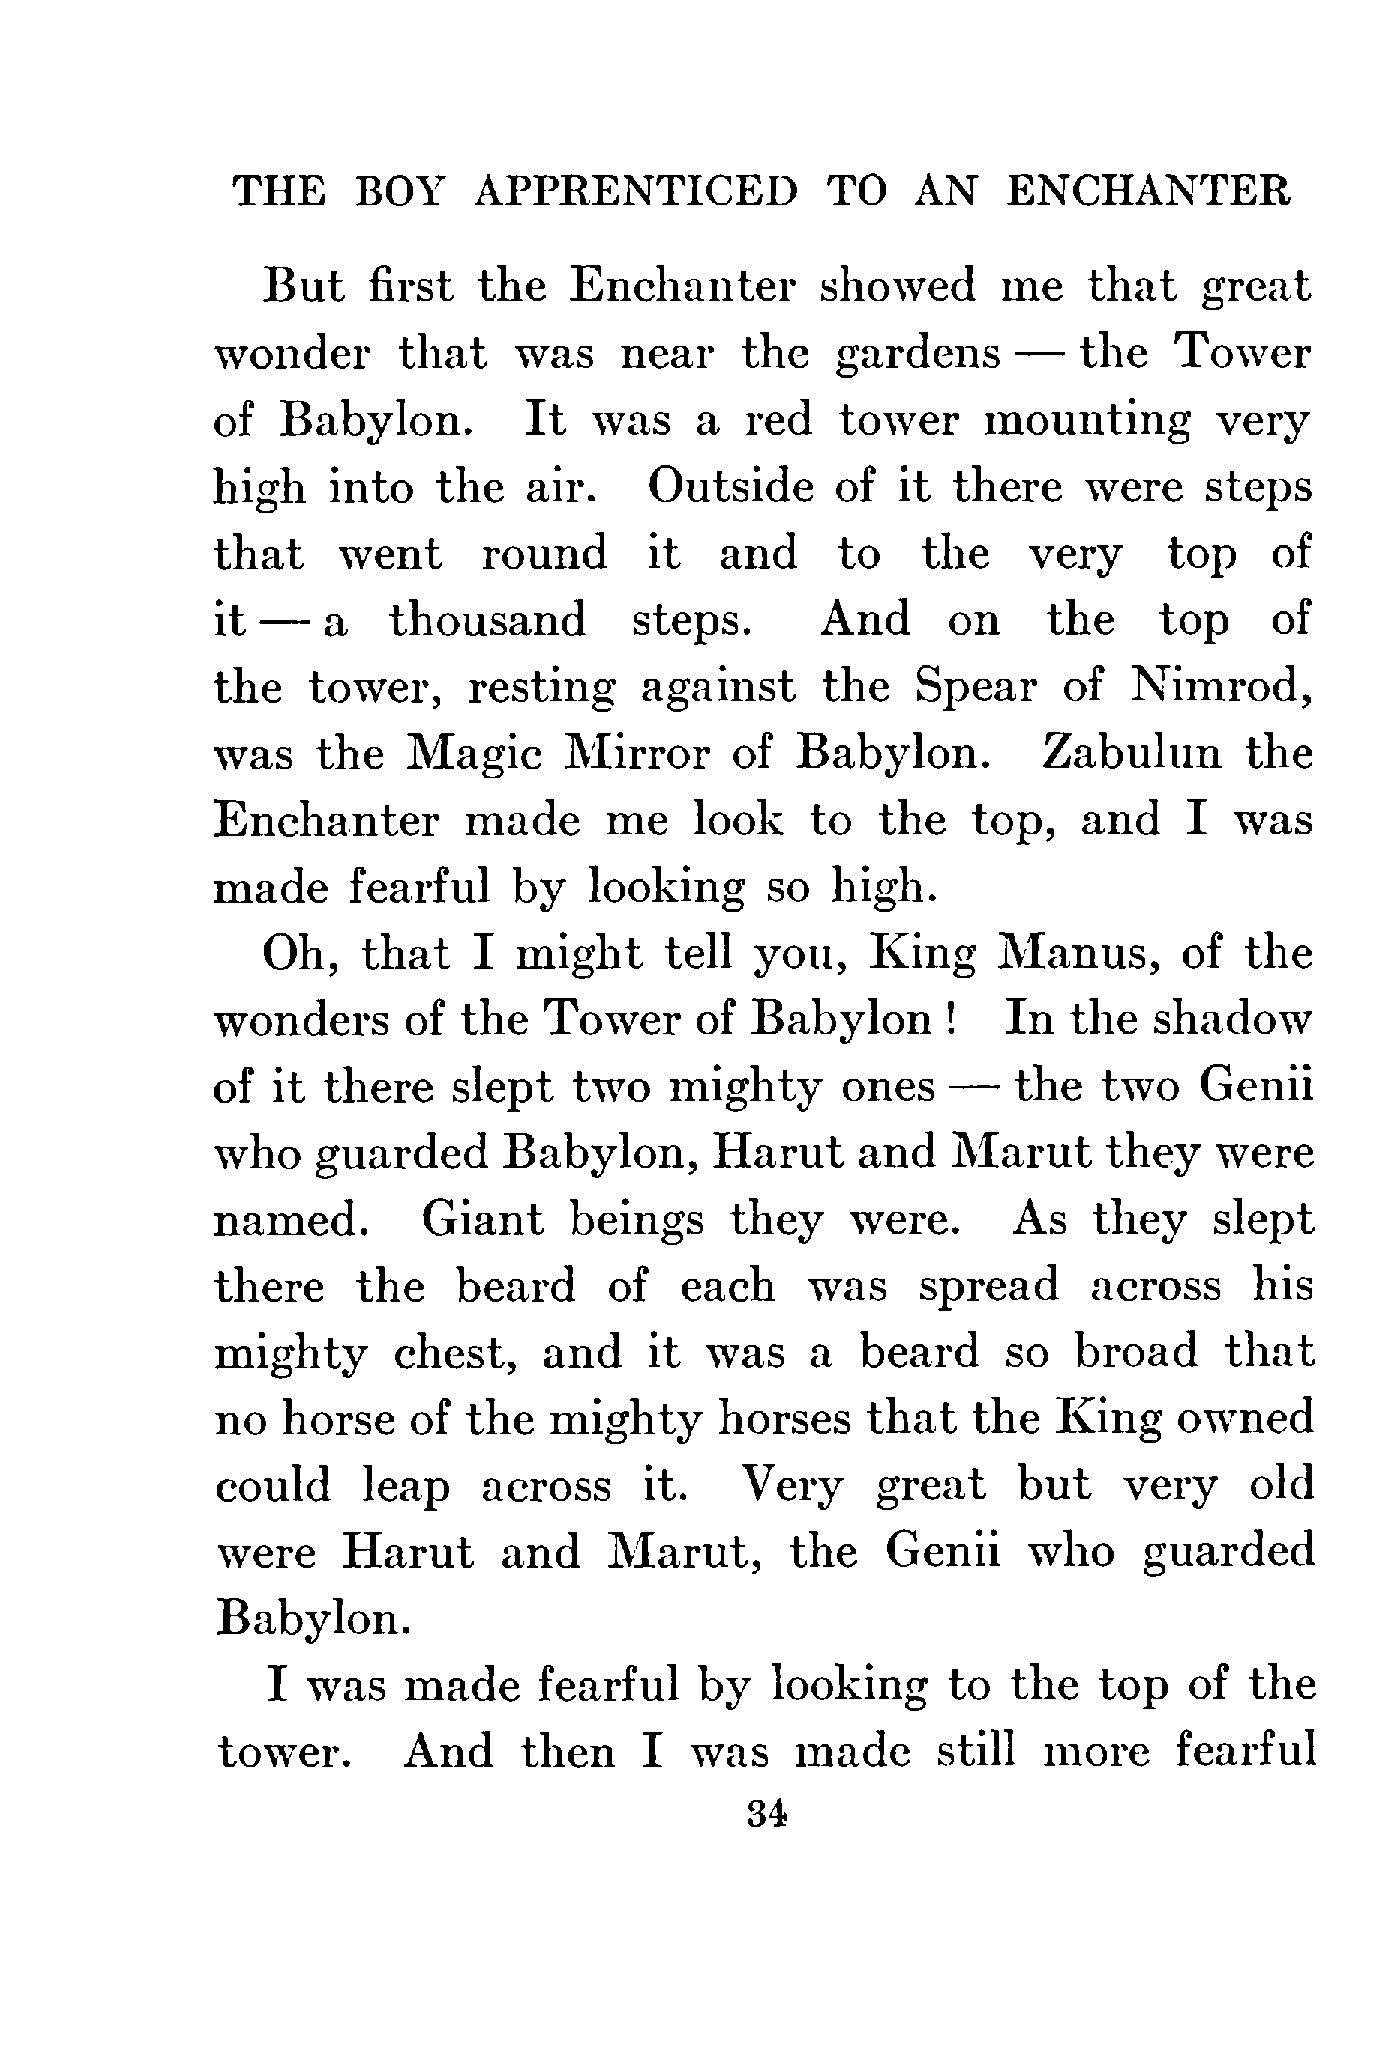 THE BOY APPRENTICED TO AN ENCHANTER
But first the Enchanter showed me that great
wonder that was near the gardens — the Tower
of Babylon. It was a red tower mounting very
high into the air. Outside of it there were steps
that went round it and to the very top of
it — a thousand steps. And on the top of
the tower, resting against the Spear of Nimrod,
was the Magic Mirror of Babylon. Zabulun the
Enchanter made me look to the top, and I was
made fearful by looking so high.
Oh, that I might tell you, King Manus, of the
wonders of the Tower of Babylon ! In the shadow
of it there slept two mighty ones — the two Genii
who guarded Babylon, Harut and Marut they were
named. Giant beings they were. As they slept
there the beard of each was spread across his
mighty chest, and it was a beard so broad that
no horse of the mighty horses that the King owned
could leap across it. Very great but very old
were Harut and Marut, the Genii who guarded
Babylon.
I was made fearful by looking to the top of the
tower. And then I was made still more fearful
34